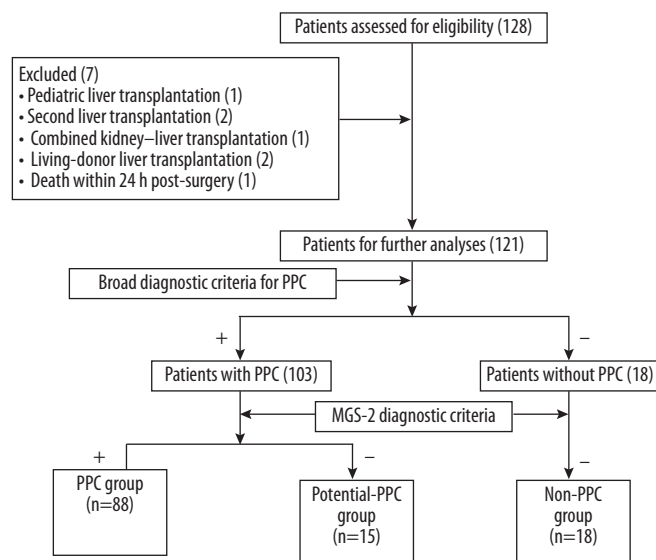 Patients assessed for eligibility (128)
Excluded (7)
• Pediatric liver transplantation (1)
• Second liver transplantation (2)
• Combined kidney–liver transplantation (1)
• Living-donor liver transplantation (2)
• Death within 24 h post-surgery (1)
Patients for further analyses (121)
Broad diagnostic criteria for PPC
+
–
Patients with PPC (103)
Patients without PPC (18)
MGS-2 diagnostic criteria
+
–
–
PPC group
(n=88)
Potential-PPC
group
(n=15)
Non-PPC
group
(n=18)